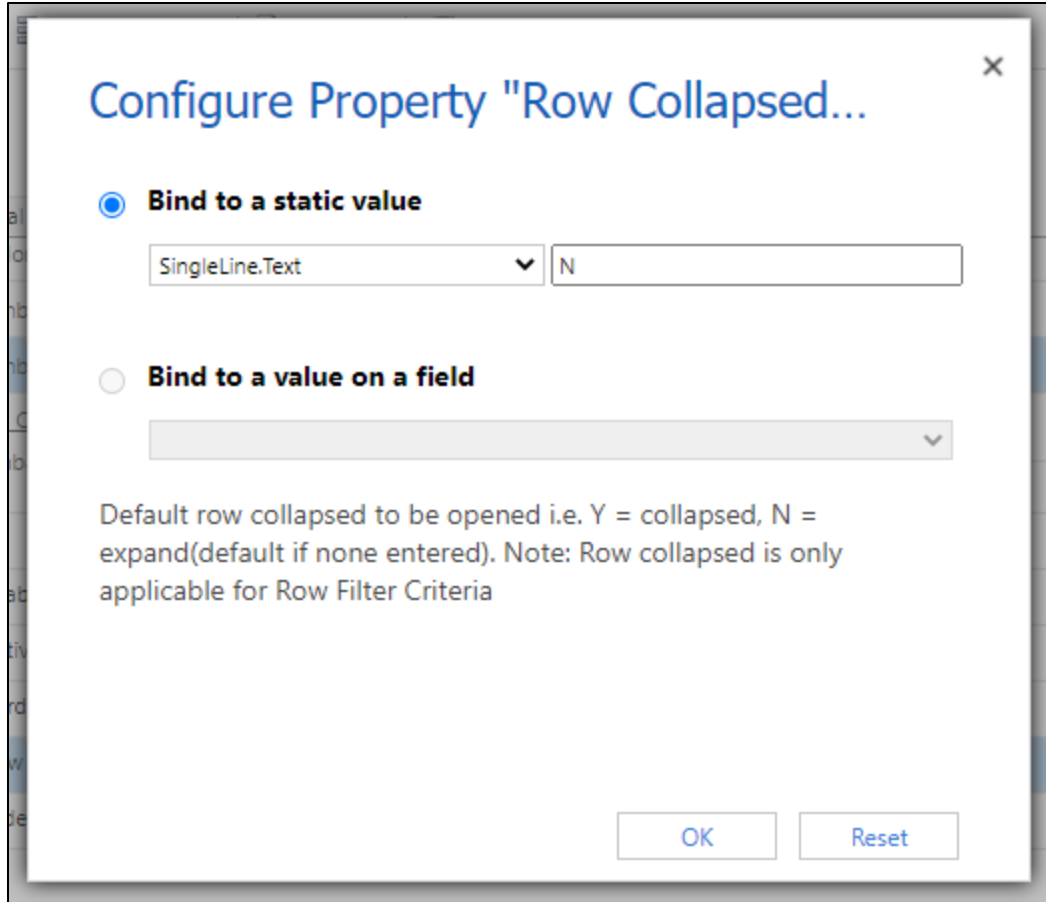 Configure Property "Row Collapsed...
Bind to a static value
SingleLine.Text N
Bind to a value on a field
Default row collapsed to be opened i.e. Y = collapsed, N =
expand(default if none entered). Note: Row collapsed is only
applicable for Row Filter Criteria
OK Reset